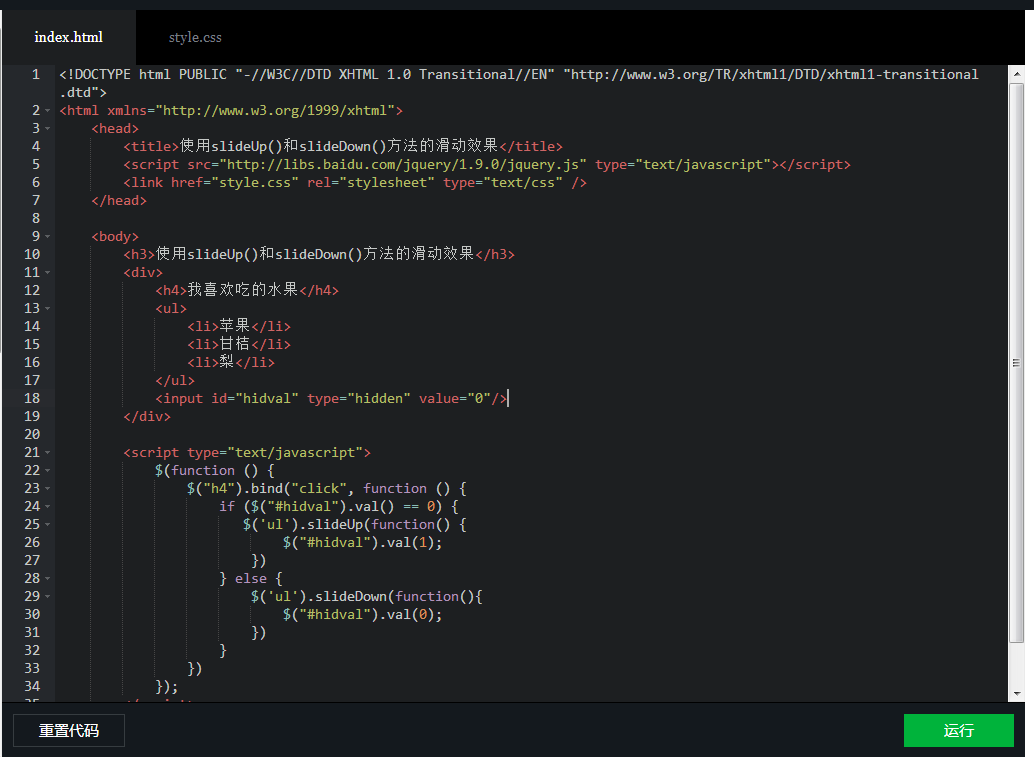 index.html style.css
1 <!DOCTYPE html PUBLIC "-//W3C//DTD XHTML 1.0 Transitional//EN" "http://www.w3.org/TR/xhtml1/DTD/xhtml1-transitional
.dtd">
2 <html xmlns="http://www.w3.org/1999/xhtml">
3 <head>
4 <title>使用slideUp()和slideDown()方法的滑动效果</title>
5 <script src="http://libs.baidu.com/jquery/1.9.0/jquery.js" type="text/javascript"></script>
6 <link href="style.css" rel="stylesheet" type="text/css" />
7 </head>
8
9 <body>
10 <h3>使用slideUp()和slideDown()方法的滑动效果</h3>
11 <div>
12 <h4>我喜欢吃的水果</h4>
13 <ul>
14 <li>苹果</li>
15 <li>甘桔</li>
16 <li>梨</li>
17 </ul>
18 <input id="hidval" type="hidden" value="0"/>
19 </div>
20
21 <script type="text/javascript">
22 $(function () {
23 $("h4").bind("click", function () {
24 if ($("#hidval").val() == 0) {
25 $('ul').slideUp(function() {
26 $("#hidval").val(1);
27 })
28 } else {
29 $('ul').slideDown(function(){
30 $("#hidval").val(0);
31 })
32 }
33 })
34 });
重置代码 运行